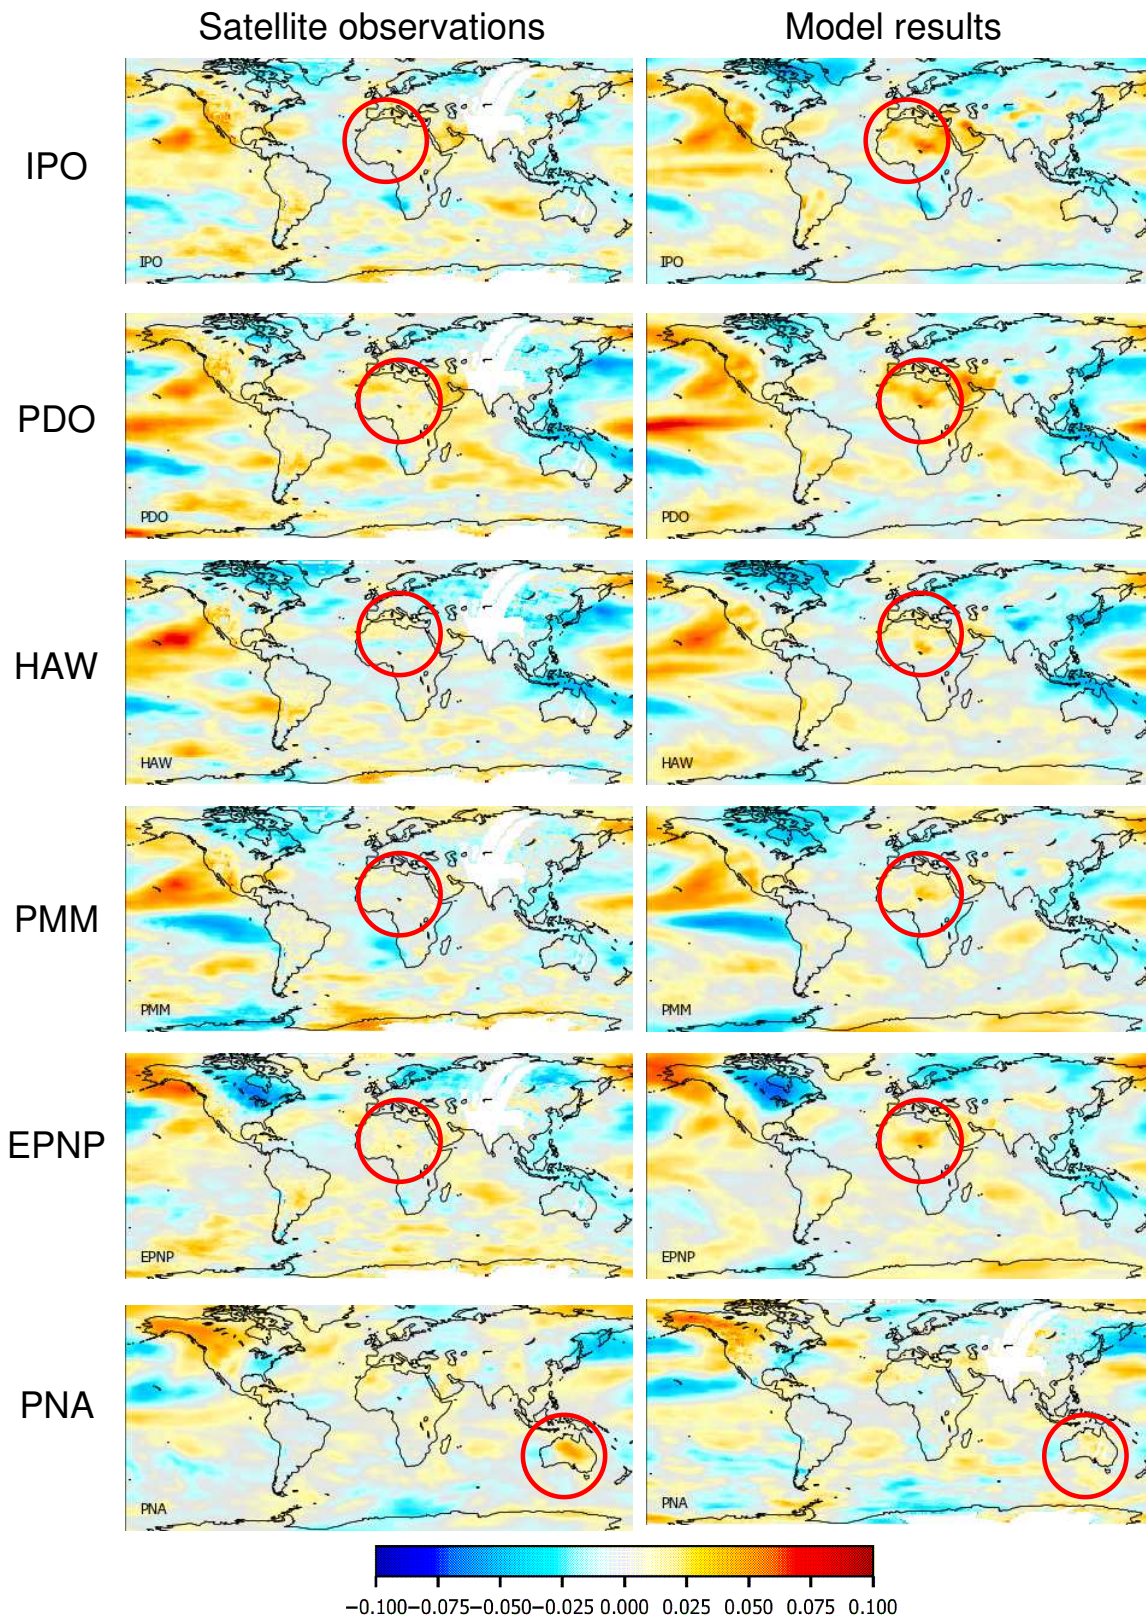 Satellite observations Model results
IPO
IPO IPO
PDO
PDO PDO
HAW
HAW HAW
PMM
PMM PMM
EPNP
EPNP EPNP
PNA
PNA PNA
−0.100 −0.075 −0.050 −0.025 0.000 0.025 0.050 0.075 0.100